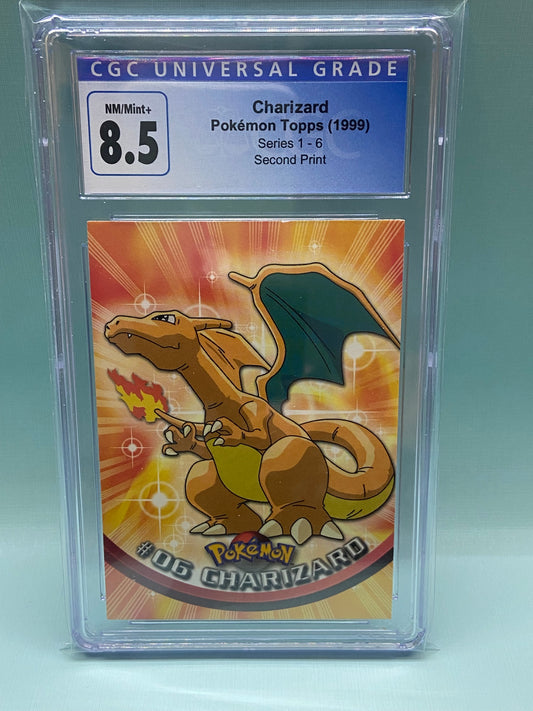 CGC UNIVERSAL GRADE
NM/Mint+
8.5
Charizard
Pokémon Topps (1999)
Series 1 - 6
Second Print
POKéMON
#06 CHARIZARD